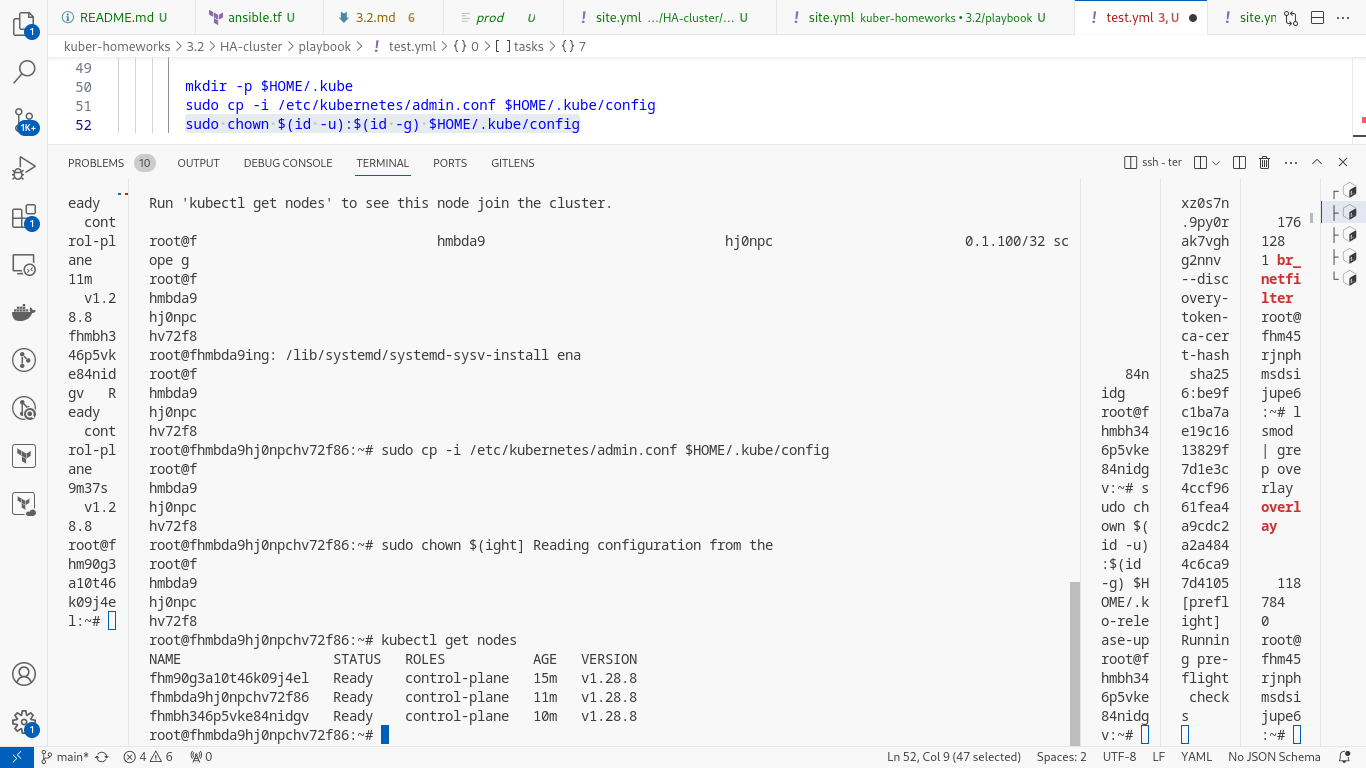 README.md U
ansible.tf U
3.2.md 6
prod U
site.yml .../HA-cluster/... U
site.yml kuber-homeworks • 3.2/playbook U
test.yml 3, U
site.yn
kuber-homeworks > 3.2 > HA-cluster > playbook > ! test.yml > {} 0 > [ ] tasks > {} 7
49
50 mkdir -p $HOME/.kube
51 sudo cp -i /etc/kubernetes/admin.conf $HOME/.kube/config
52 sudo chown $(id -u):$(id -g) $HOME/.kube/config
PROBLEMS 10 OUTPUT DEBUG CONSOLE TERMINAL PORTS GITLENS
ssh - ter
1
1K+
1
1
eady
cont
rol-pl
ane
11m
v1.2
8.8
fhmbh3
46p5vk
e84nid
gv R
eady
cont
rol-pl
ane
9m37s
v1.2
8.8
root@f
hm90g3
a10t46
k09j4e
l:~#
Run 'kubectl get nodes' to see this node join the cluster.
root@f hmbda9 hj0npc 0.1.100/32 sc
ope g
root@f
hmbda9
hj0npc
hv72f8
root@fhmbda9ing: /lib/systemd/systemd-sysv-install ena
root@f
hmbda9
hj0npc
hv72f8
root@fhmbda9hj0npchv72f86:~# sudo cp -i /etc/kubernetes/admin.conf $HOME/.kube/config
root@f
hmbda9
hj0npc
hv72f8
root@fhmbda9hj0npchv72f86:~# sudo chown $(ight] Reading configuration from the
root@f
hmbda9
hj0npc
hv72f8
root@fhmbda9hj0npchv72f86:~# kubectl get nodes
NAME STATUS ROLES AGE VERSION
fhm90g3a10t46k09j4el Ready control-plane 15m v1.28.8
fhmbda9hj0npchv72f86 Ready control-plane 11m v1.28.8
fhmbh346p5vke84nidgv Ready control-plane 10m v1.28.8
root@fhmbda9hj0npchv72f86:~#
84n
idg
root@f
hmbh34
6p5vke
84nidg
v:~# s
udo ch
own $(
id -u)
:$(id
-g) $H
OME/.k
o-rele
ase-up
root@f
hmbh34
6p5vke
84nidg
v:~#
xz0s7n
.9py0r
ak7vgh
g2nnv
--disc
overy-
token-
ca-cer
t-hash
sha25
6:be9f
c1ba7a
e19c16
13829f
7d1e3c
4ccf96
61fea4
a9cdc2
a2a484
4c6ca9
7d4105
[prefl
ight]
Runnin
g pre-
flight
check
s
176
128
1 br_
netfi
lter
root@
fhm45
rjnph
msdsi
jupe6
:~# l
smod
| gre
p ove
rlay
overl
ay
118
784
0
root@
fhm45
rjnph
msdsi
jupe6
:~#
main* 4 6 0
Ln 52, Col 9 (47 selected) Spaces: 2 UTF-8 LF YAML No JSON Schema